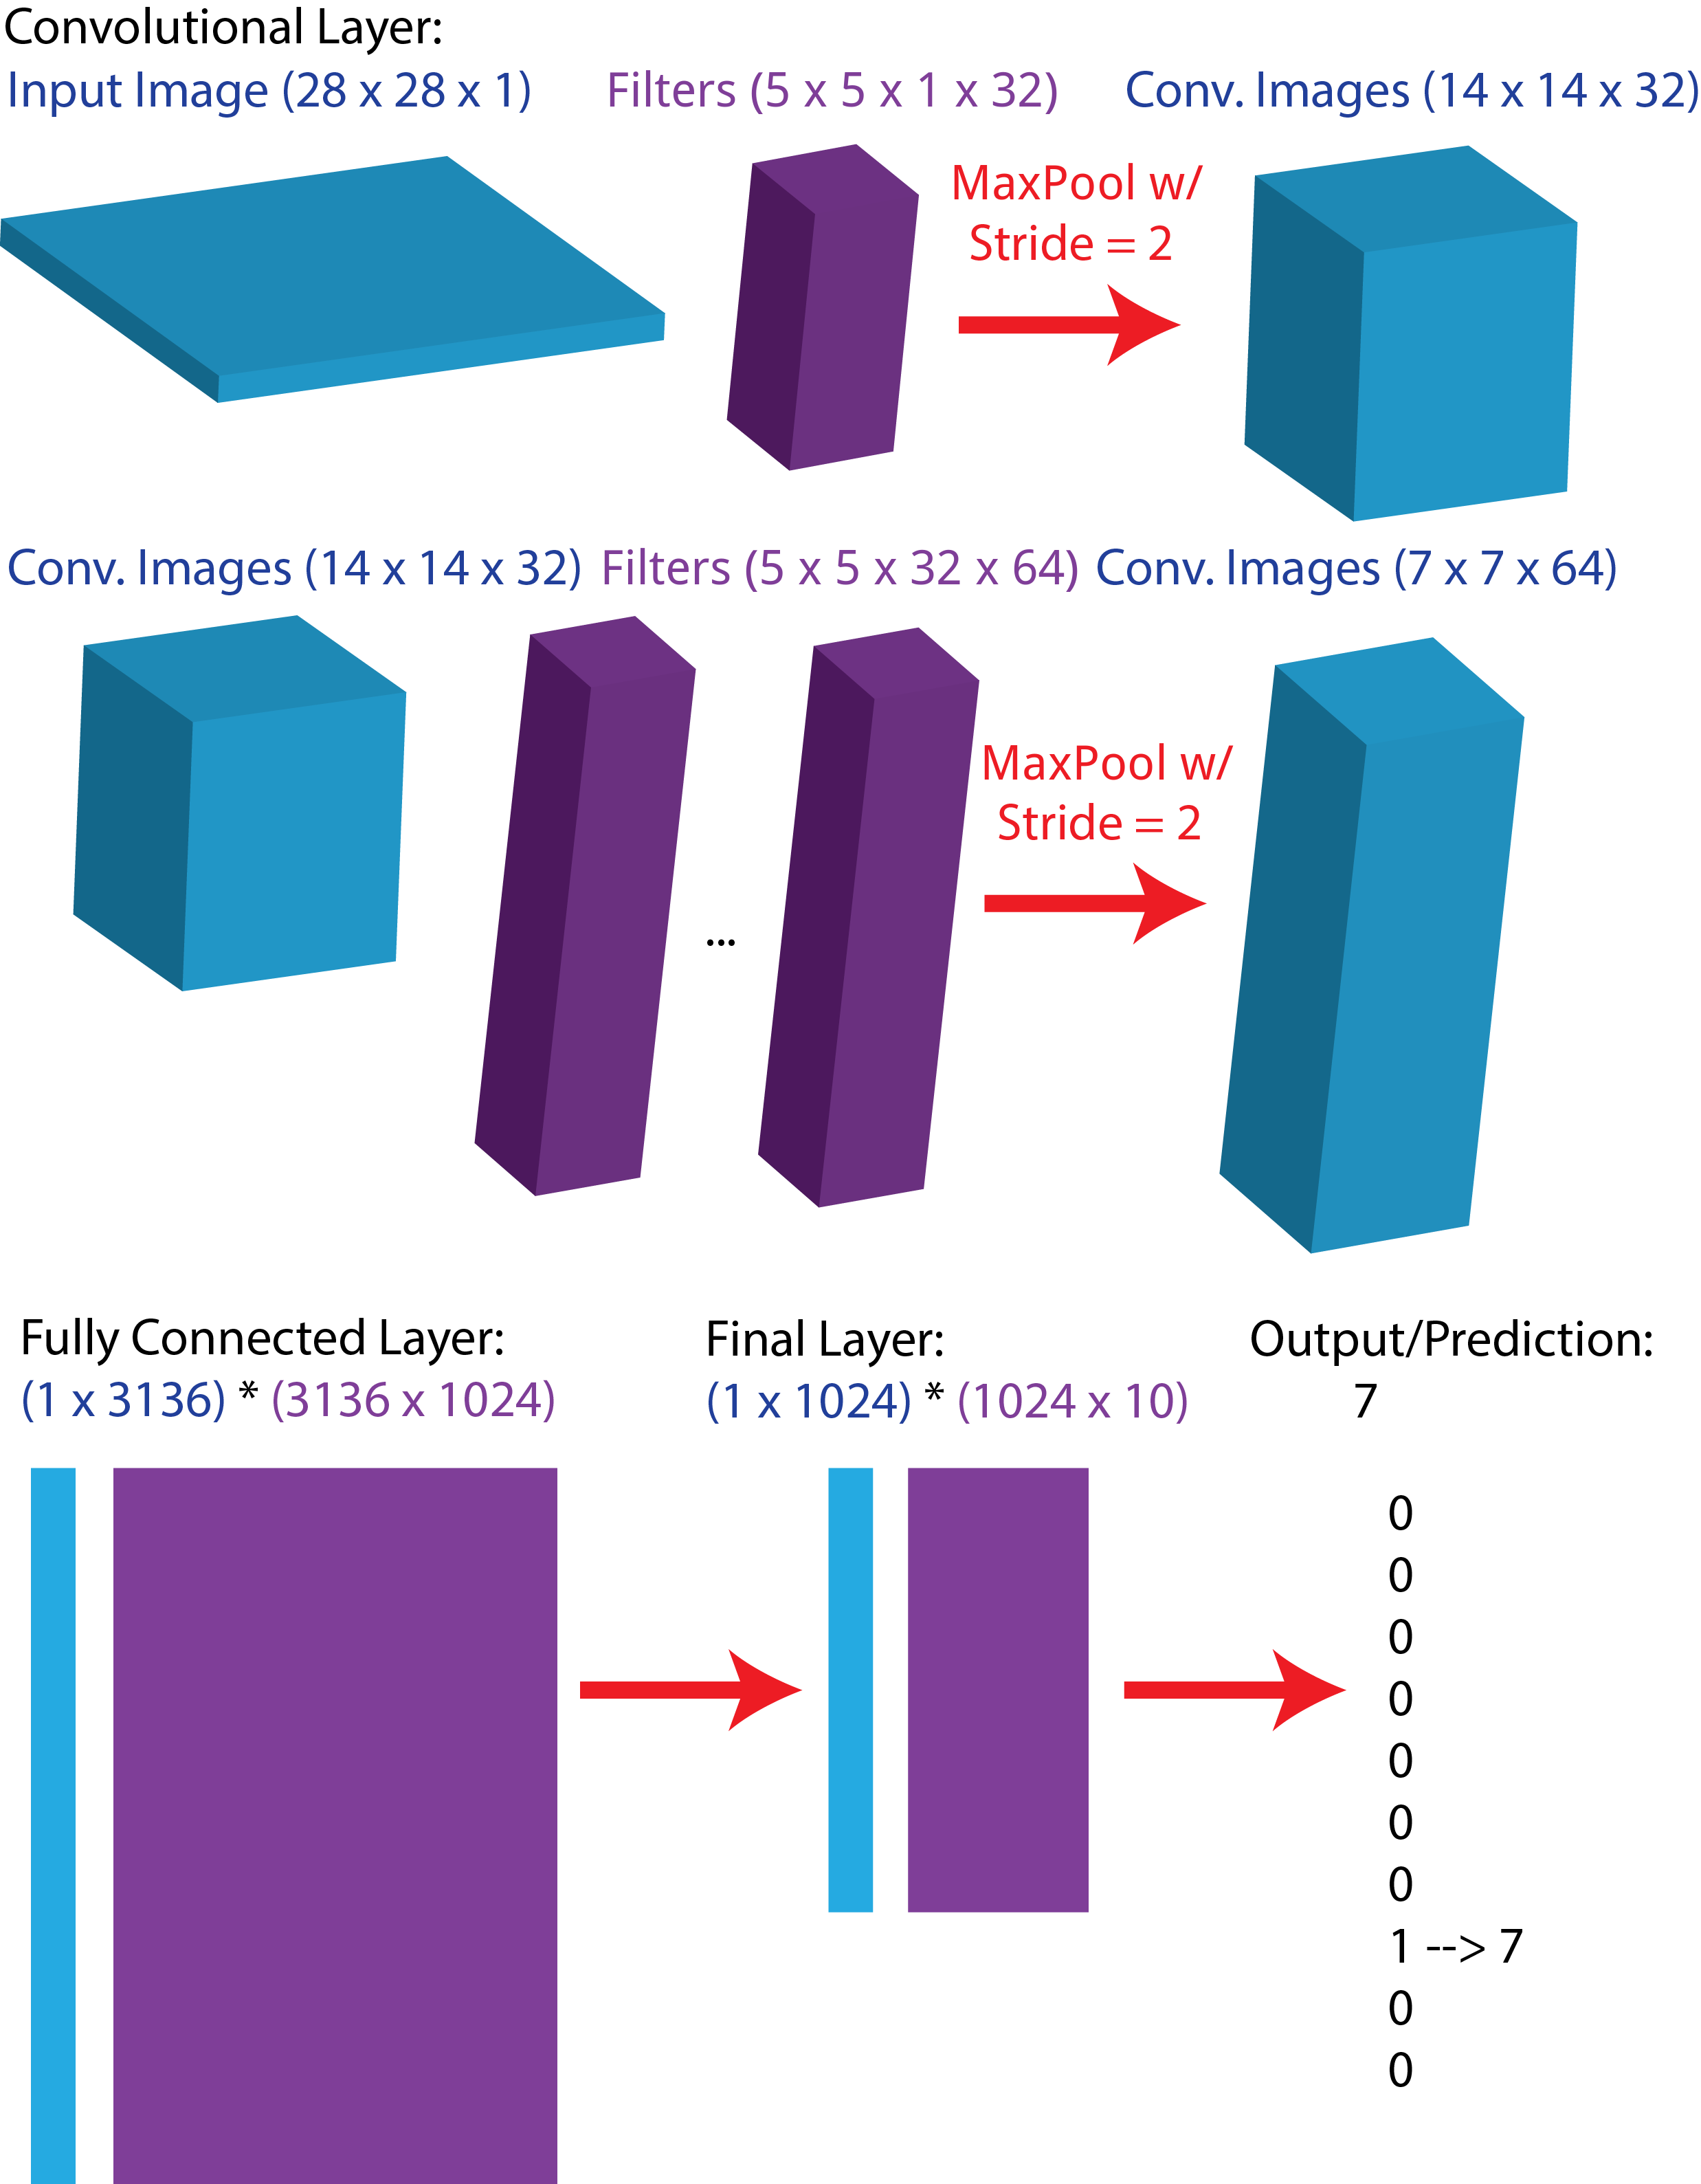 Convolutional Layer:
Input Image (28 x 28 x 1)
Filters (5 x 5 x 1 x 32)
Conv. Images (14 x 14 x 32)
MaxPool w/
Stride = 2
Conv. Images (14 x 14 x 32)
Filters (5 x 5 x 32 x 64)
Conv. Images (7 x 7 x 64)
...
MaxPool w/
Stride = 2
Fully Connected Layer:
(1 x 3136) * (3136 x 1024)
Final Layer:
(1 x 1024) * (1024 x 10)
Output/Prediction:
7
0
0
0
0
0
0
0
1 --> 7
0
0